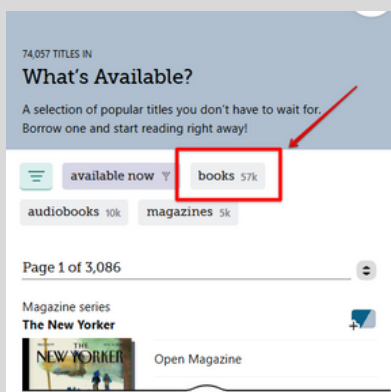 74,057 TITLES IN
What's Available?
A selection of popular titles you don't have to wait for.
Borrow one and start reading right away!
available now books 57k
audiobooks 10k magazines 5k
Page 1 of 3,086
Magazine series
The New Yorker
THE
NEW YORKER
Open Magazine